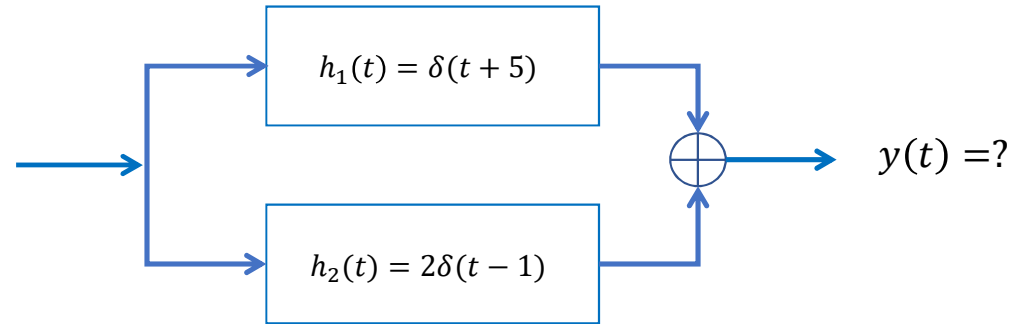 h₁(t) = δ(t + 5)
y(t) =?
h₂(t) = 2δ(t − 1)